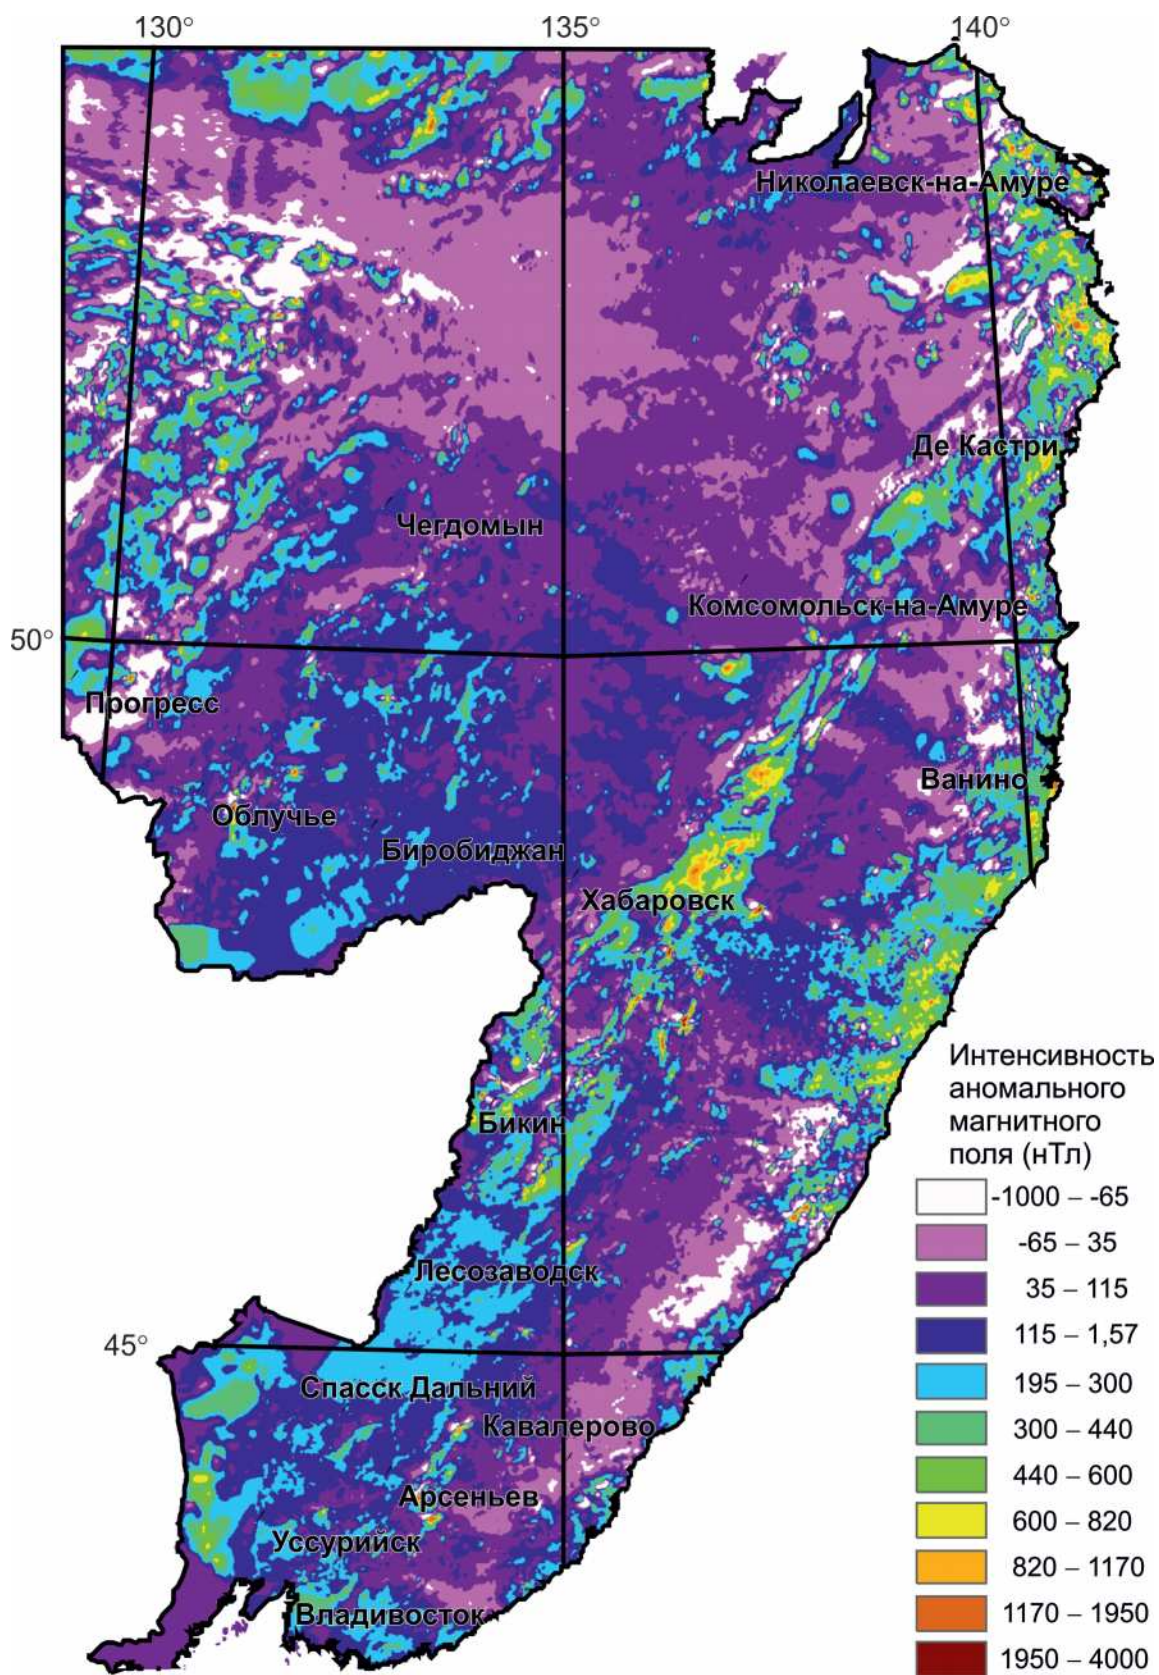 130° 135° 140°
Николаевск-на-Амуре
Де Кастри
Чегдомын
Комсомольск-на-Амуре
50°
Прогресс
Ванино
Облучье
Биробиджан
Хабаровск
Бикин
Лесозаводск
45°
Спасск Дальний
Кавалерово
Арсеньев
Уссурийск
Владивосток
Интенсивность
аномального
магнитного
поля (нТл)
-1000 – -65
-65 – 35
35 – 115
115 – 1,57
195 – 300
300 – 440
440 – 600
600 – 820
820 – 1170
1170 – 1950
1950 – 4000